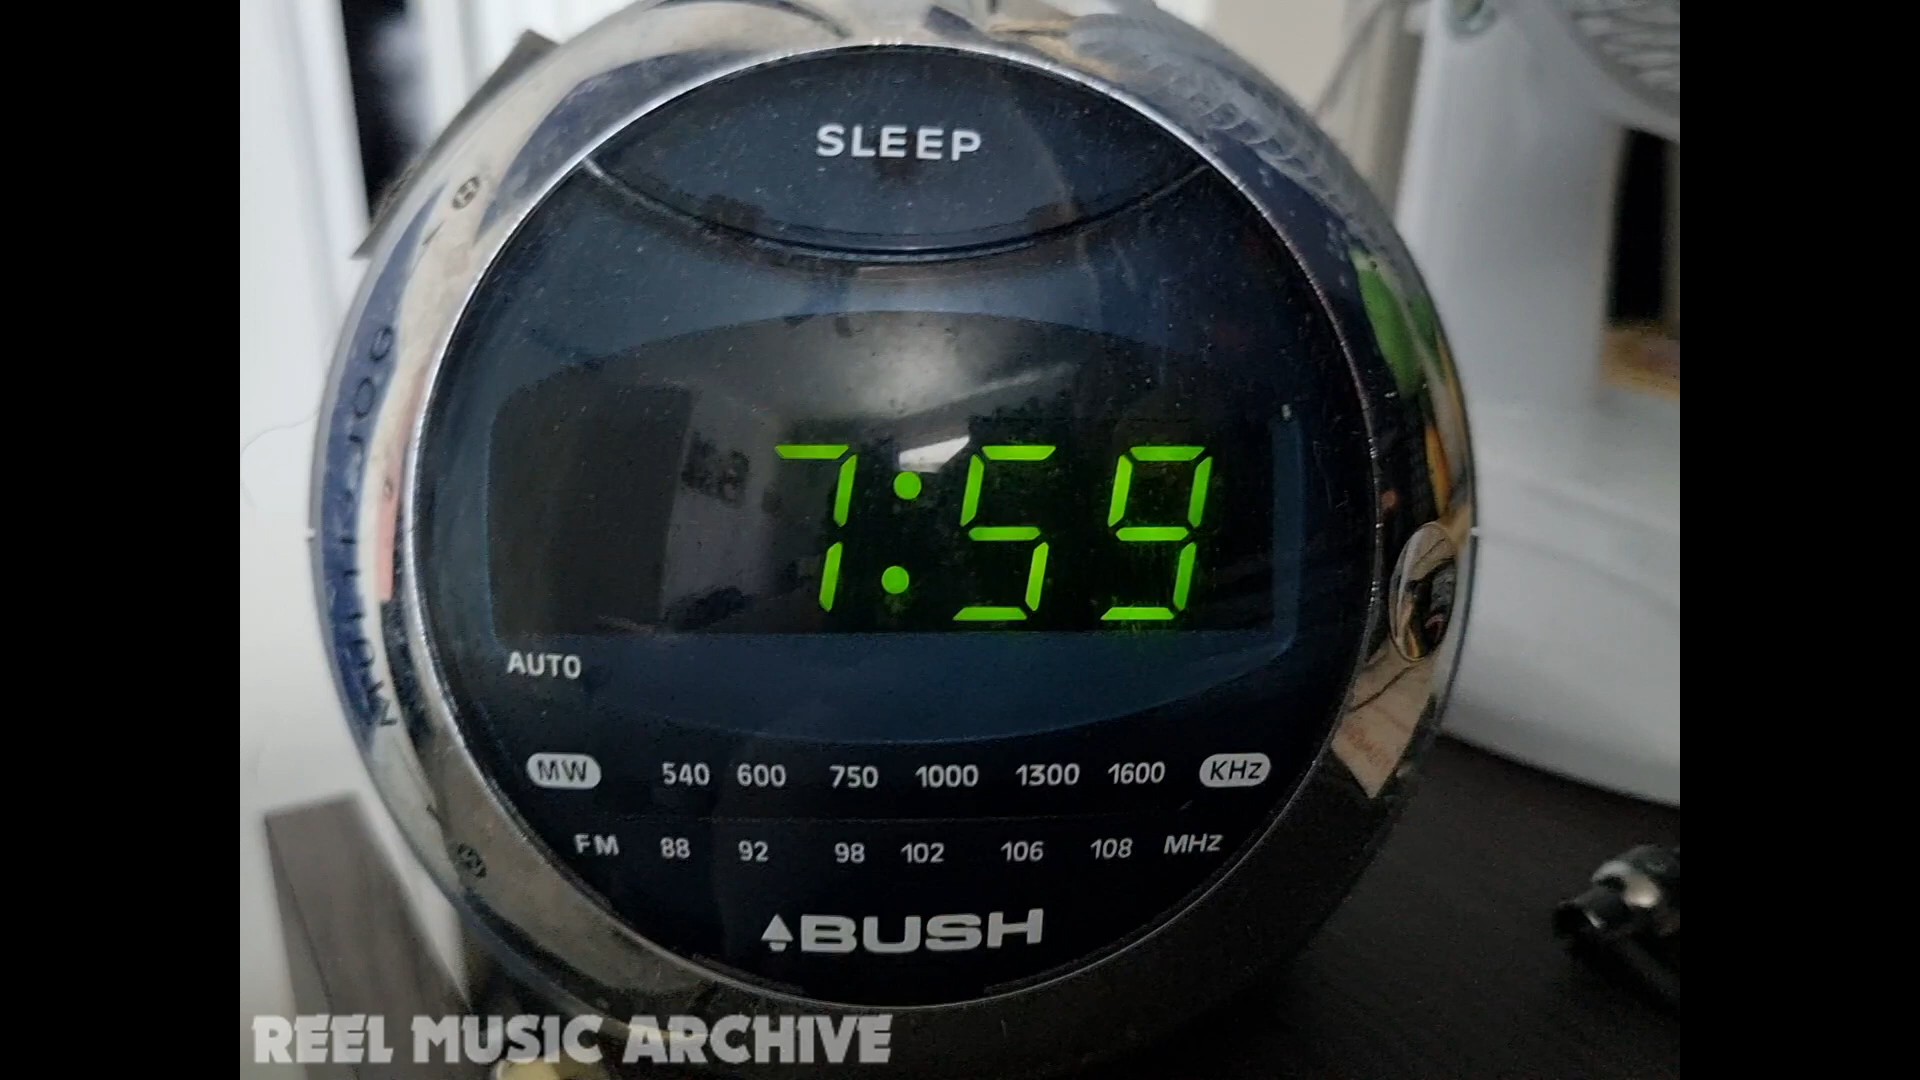 SLEEP
7:59
AUTO
MW 540 600 750 1000 1300 1600 KHz
FM 88 92 98 102 106 108 MHz
BUSH
REEL MUSIC ARCHIVE